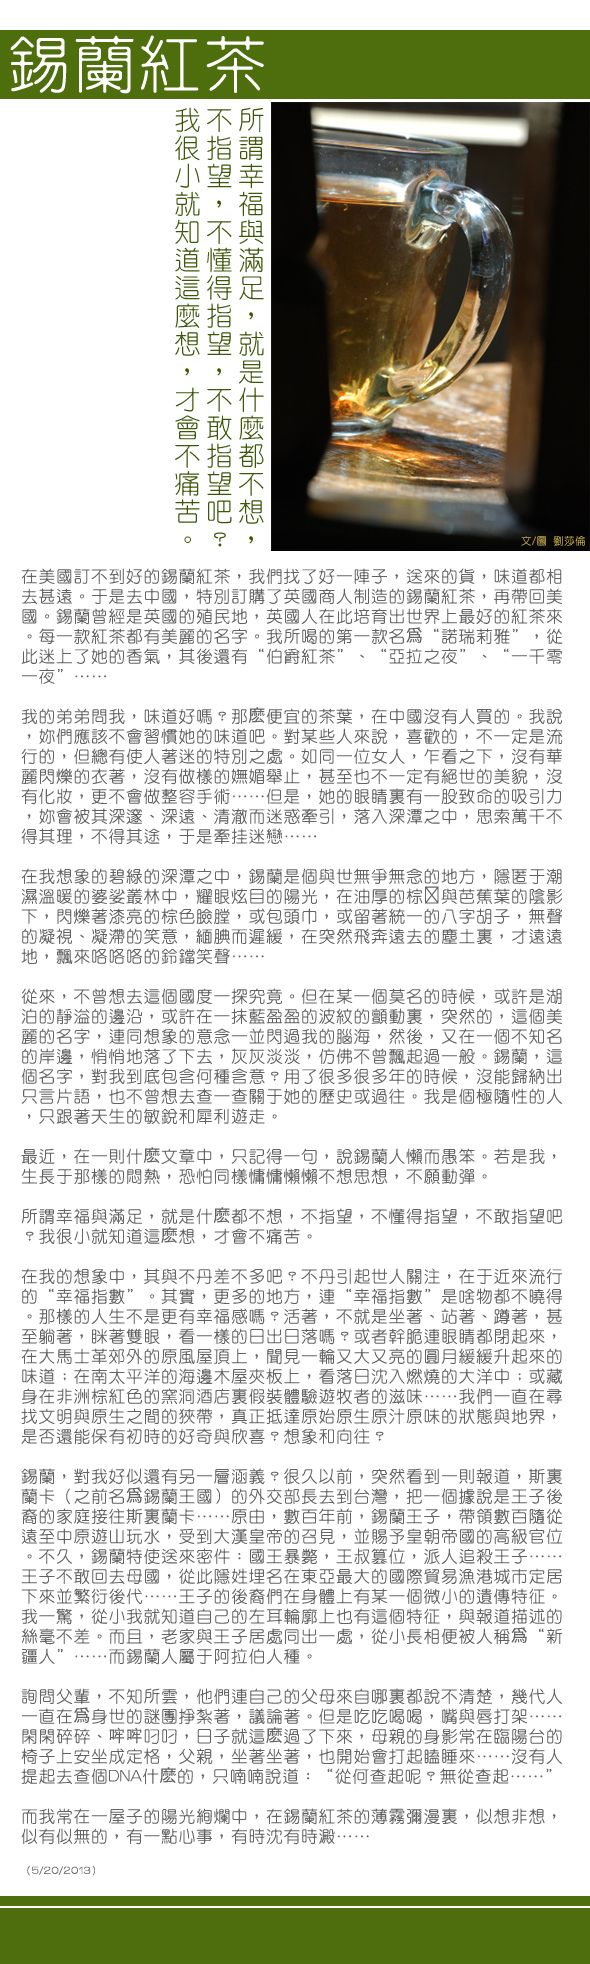 錫蘭紅茶
所謂幸福與滿足，就是什麼都不想，
不指望，不懂得指望，不敢指望吧？
我很小就知道這麼想，才會不痛苦。
文/圖 劉莎倫
在美國訂不到好的錫蘭紅茶，我們找了好一陣子，送來的貨，味道都相
去甚遠。于是去中國，特別訂購了英國商人制造的錫蘭紅茶，再帶回美
國。錫蘭曾經是英國的殖民地，英國人在此培育出世界上最好的紅茶來
。每一款紅茶都有美麗的名字。我所喝的第一款名爲“諾瑞莉雅”，從
此迷上了她的香氣，其後還有“伯爵紅茶”、“亞拉之夜”、“一千零
一夜”……
我的弟弟問我，味道好嗎？那麽便宜的茶葉，在中國沒有人買的。我說
，妳們應該不會習慣她的味道吧。對某些人來說，喜歡的，不一定是流
行的，但總有使人著迷的特別之處。如同一位女人，乍看之下，沒有華
麗閃爍的衣著，沒有做樣的嫵媚舉止，甚至也不一定有絕世的美貌，沒
有化妝，更不會做整容手術……但是，她的眼睛裏有一股致命的吸引力
，妳會被其深邃、深遠、清澈而迷惑牽引，落入深潭之中，思索萬千不
得其理，不得其途，于是牽挂迷戀……
在我想象的碧綠的深潭之中，錫蘭是個與世無爭無念的地方，隱匿于潮
濕溫暖的婆娑叢林中，耀眼炫目的陽光，在油厚的棕與芭蕉葉的陰影
下，閃爍著漆亮的棕色臉膛，或包頭巾，或留著統一的八字胡子，無聲
的凝視、凝滯的笑意，緬腆而遲緩，在突然飛奔遠去的塵土裏，才遠遠
地，飄來咯咯咯的鈴鐺笑聲……
從來，不曾想去這個國度一探究竟。但在某一個莫名的時候，或許是湖
泊的靜溢的邊沿，或許在一抹藍盈盈的波紋的顫動裏，突然的，這個美
麗的名字，連同想象的意念一並閃過我的腦海，然後，又在一個不知名
的岸邊，悄悄地落了下去，灰灰淡淡，仿佛不曾飄起過一般。錫蘭，這
個名字，對我到底包含何種含意？用了很多很多年的時候，沒能歸納出
只言片語，也不曾想去查一查關于她的歷史或過往。我是個極隨性的人
，只跟著天生的敏銳和犀利遊走。
最近，在一則什麽文章中，只記得一句，說錫蘭人懶而愚笨。若是我，
生長于那樣的悶熱，恐怕同樣慵慵懶懶不想思想，不願動彈。
所謂幸福與滿足，就是什麽都不想，不指望，不懂得指望，不敢指望吧
？我很小就知道這麽想，才會不痛苦。
在我的想象中，其與不丹差不多吧？不丹引起世人關注，在于近來流行
的“幸福指數”。其實，更多的地方，連“幸福指數”是啥物都不曉得
。那樣的人生不是更有幸福感嗎？活著，不就是坐著、站著、蹲著，甚
至躺著，眯著雙眼，看一樣的日出日落嗎？或者幹脆連眼睛都閉起來，
在大馬士革郊外的原風屋頂上，聞見一輪又大又亮的圓月緩緩升起來的
味道；在南太平洋的海邊木屋夾板上，看落日沈入燃燒的大洋中；或藏
身在非洲棕紅色的窯洞酒店裏假裝體驗遊牧者的滋味……我們一直在尋
找文明與原生之間的狹帶，真正抵達原始原生原汁原味的狀態與地界，
是否還能保有初時的好奇與欣喜？想象和向往？
錫蘭，對我好似還有另一層涵義？很久以前，突然看到一則報道，斯裏
蘭卡（之前名爲錫蘭王國）的外交部長去到台灣，把一個據說是王子後
裔的家庭接往斯裏蘭卡……原由，數百年前，錫蘭王子，帶領數百隨從
遠至中原遊山玩水，受到大漢皇帝的召見，並賜予皇朝帝國的高級官位
。不久，錫蘭特使送來密件：國王暴斃，王叔篡位，派人追殺王子……
王子不敢回去母國，從此隱姓埋名在東亞最大的國際貿易漁港城市定居
下來並繁衍後代……王子的後裔們在身體上有某一個微小的遺傳特征。
我一驚，從小我就知道自己的左耳輪廓上也有這個特征，與報道描述的
絲毫不差。而且，老家與王子居處同出一處，從小長相便被人稱爲“新
疆人”……而錫蘭人屬于阿拉伯人種。
詢問父輩，不知所雲，他們連自己的父母來自哪裏都說不清楚，幾代人
一直在爲身世的謎團掙紮著，議論著。但是吃吃喝喝，嘴與唇打架……
閑閑碎碎、哞哞叼叼，日子就這麽過了下來，母親的身影常在臨陽台的
椅子上安坐成定格，父親，坐著坐著，也開始會打起瞌睡來……沒有人
提起去查個DNA什麽的，只喃喃說道：“從何查起呢？無從查起……”
而我常在一屋子的陽光絢爛中，在錫蘭紅茶的薄霧彌漫裏，似想非想，
似有似無的，有一點心事，有時沈有時澱……
（5/20/2013）